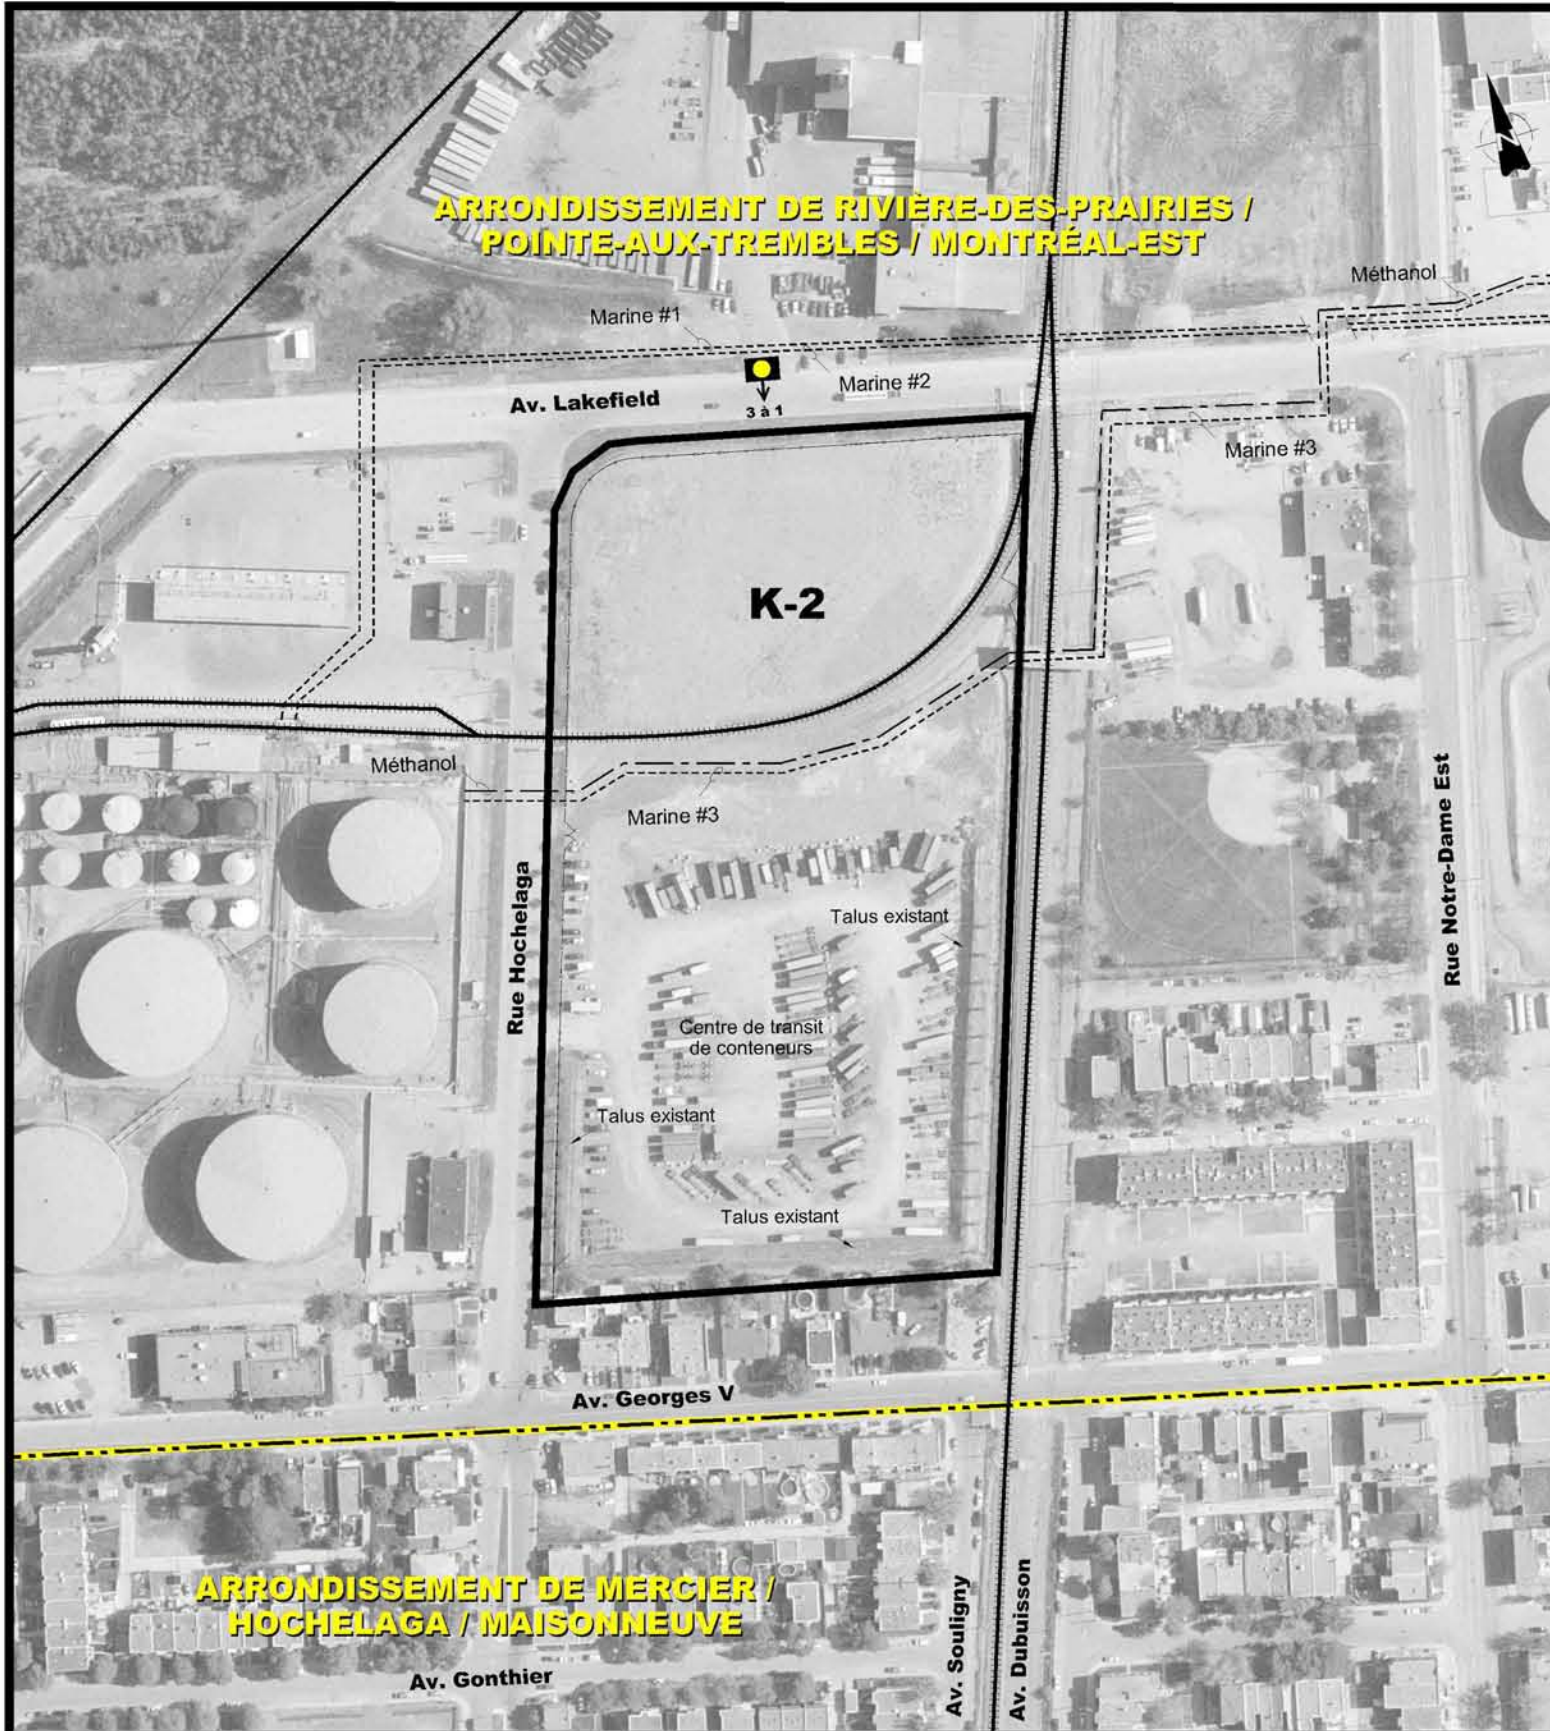 ARRONDISSEMENT DE RIVIÈRE-DES-PRAIRIES /
POINTE-AUX-TREMBLES / MONTRÉAL-EST
N
Méthanol
Marine #1
Marine #2
Av. Lakefield
3 à 1
Marine #3
K-2
Méthanol
Marine #3
Rue Hochelaga
Rue Notre-Dame Est
Talus existant
Centre de transit
de conteneurs
Talus existant
Talus existant
Av. Georges V
ARRONDISSEMENT DE MERCIER /
HOCHELAGA / MAISONNEUVE
Av. Gonthier
Av. Souligny
Av. Dubuisson